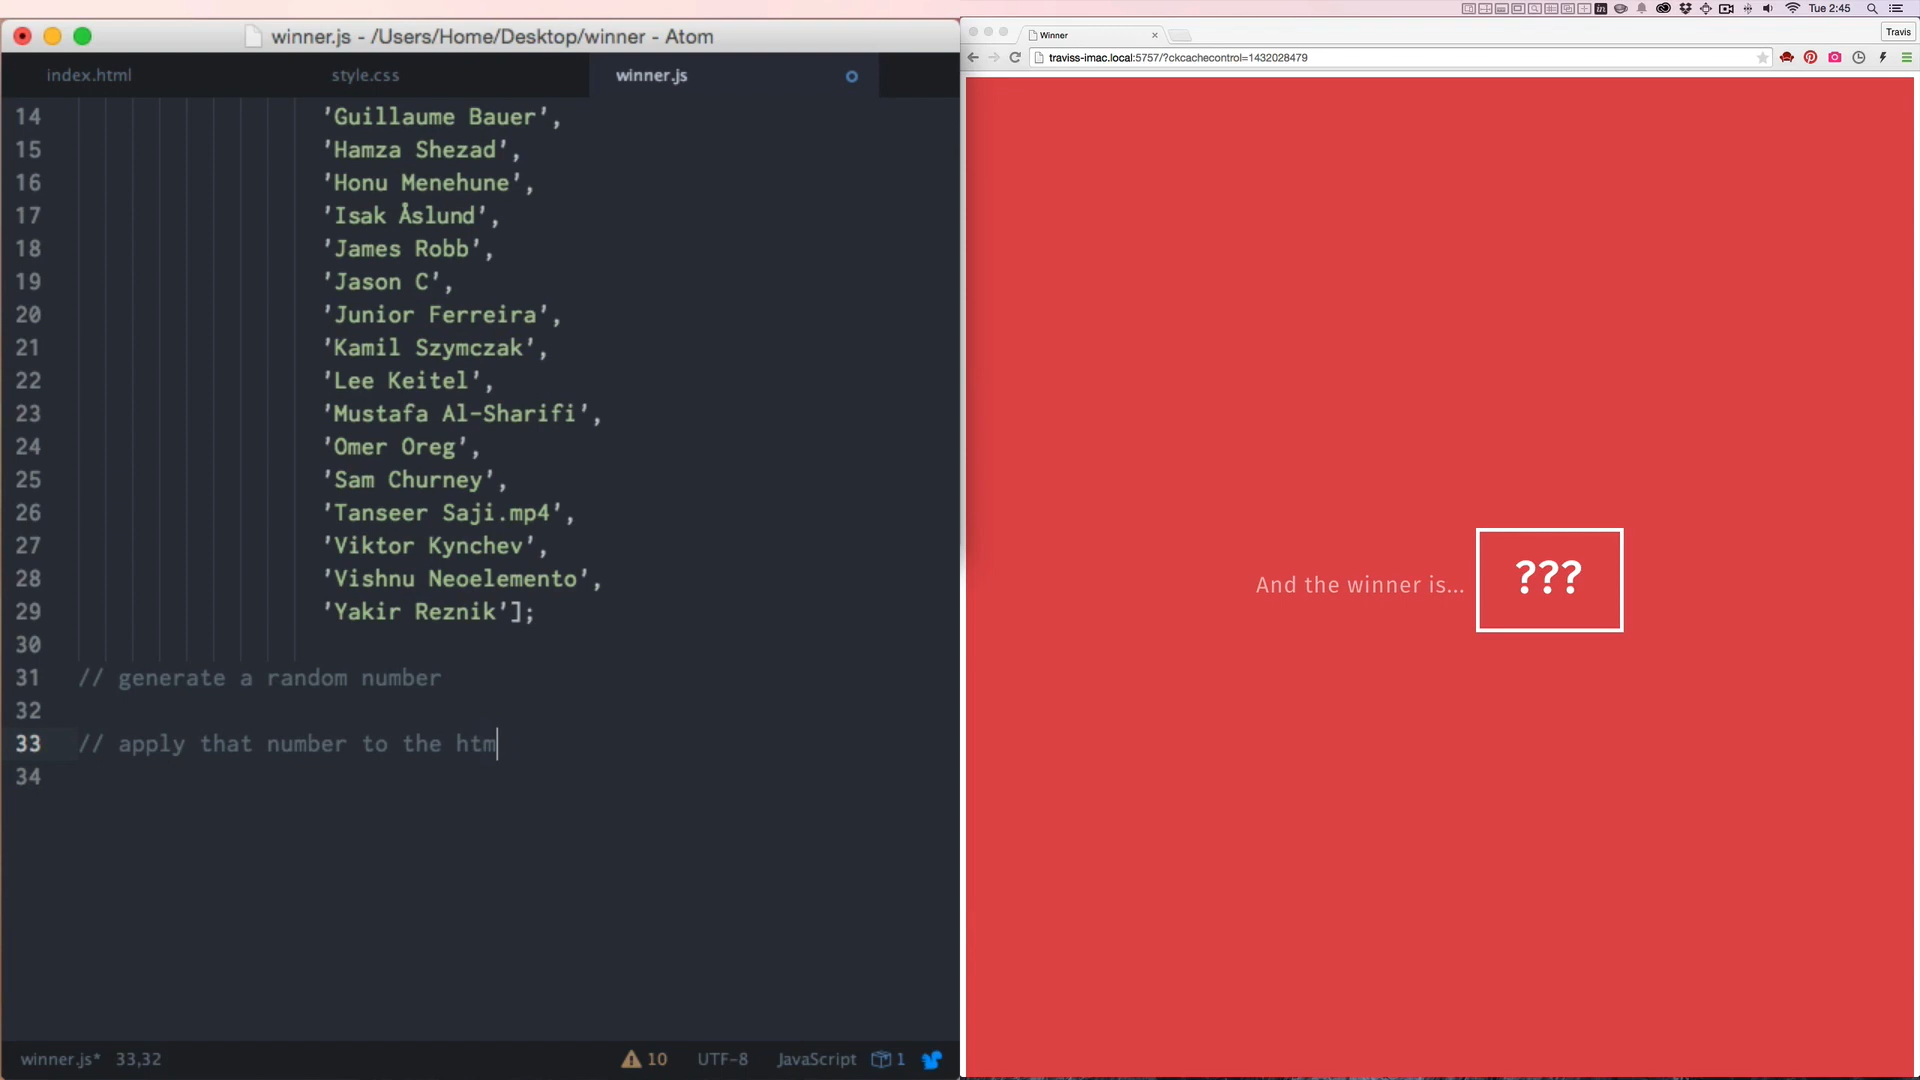 winner.js - /Users/Home/Desktop/winner - Atom
index.html
style.css
winner.js
14 'Guillaume Bauer',
15 'Hamza Shezad',
16 'Honu Menehune',
17 'Isak Åslund',
18 'James Robb',
19 'Jason C',
20 'Junior Ferreira',
21 'Kamil Szymczak',
22 'Lee Keitel',
23 'Mustafa Al-Sharifi',
24 'Omer Oreg',
25 'Sam Churney',
26 'Tanseer Saji.mp4',
27 'Viktor Kynchev',
28 'Vishnu Neoelemento',
29 'Yakir Reznik'];
30
31 // generate a random number
32
33 // apply that number to the htm
34
winner.js* 33,32
10 UTF-8 JavaScript 1
Tue 2:45
Winner
Travis
traviss-imac.local:5757/?ckcachecontrol=1432028479
And the winner is... ???